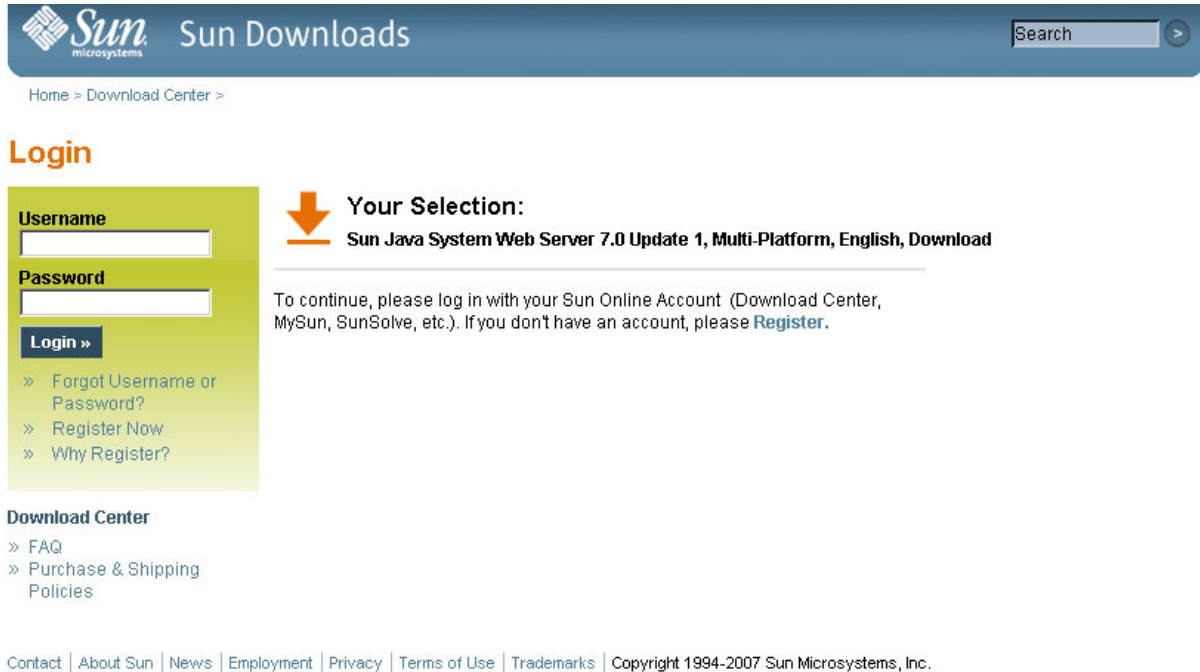 Sun microsystems
Sun Downloads
Search
>
Home > Download Center >
Login
Username
Password
Login »
» Forgot Username or
Password?
» Register Now
» Why Register?
Your Selection:
Sun Java System Web Server 7.0 Update 1, Multi-Platform, English, Download
To continue, please log in with your Sun Online Account (Download Center,
MySun, SunSolve, etc.). If you don't have an account, please Register.
Download Center
» FAQ
» Purchase & Shipping
Policies
Contact | About Sun | News | Employment | Privacy | Terms of Use | Trademarks | Copyright 1994-2007 Sun Microsystems, Inc.